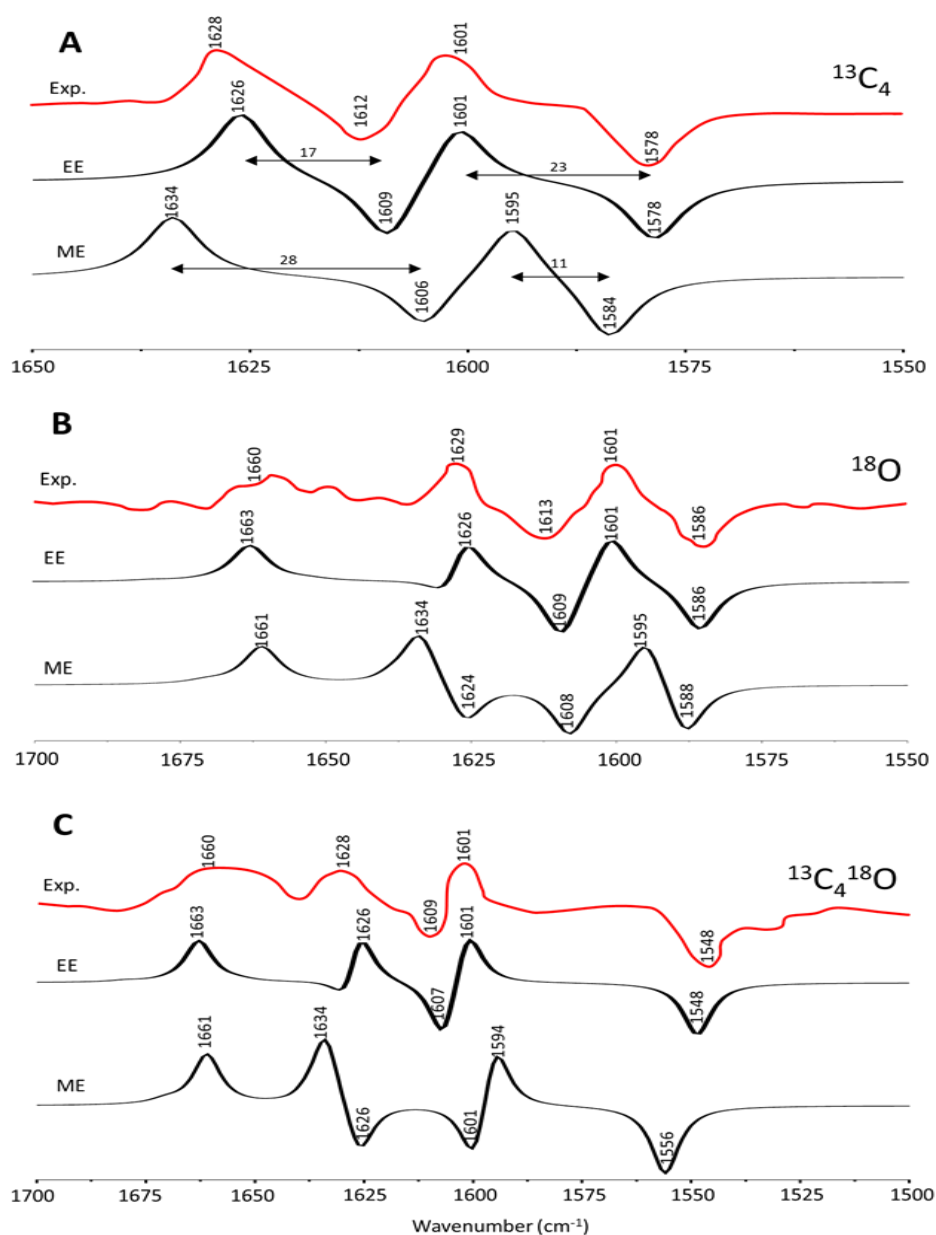 A
1628
1601
¹³C₄
Exp.
1626
1612
1601
1578
EE
17
23
1634
1609
1595
1578
ME
28
11
1606
1584
1650 1625 1600 1575 1550
B
1629
1601
¹⁸O
Exp.
1660
1613
1586
EE
1663
1626
1601
1609
1586
ME
1661
1634
1595
1624
1608
1588
1700 1675 1650 1625 1600 1575 1550
C
1660
1628
1601
¹³C₄¹⁸O
Exp.
1609
1548
EE
1663
1626
1601
1607
1548
ME
1661
1634
1594
1626
1601
1556
1700 1675 1650 1625 1600 1575 1550 1525 1500
Wavenumber (cm⁻¹)